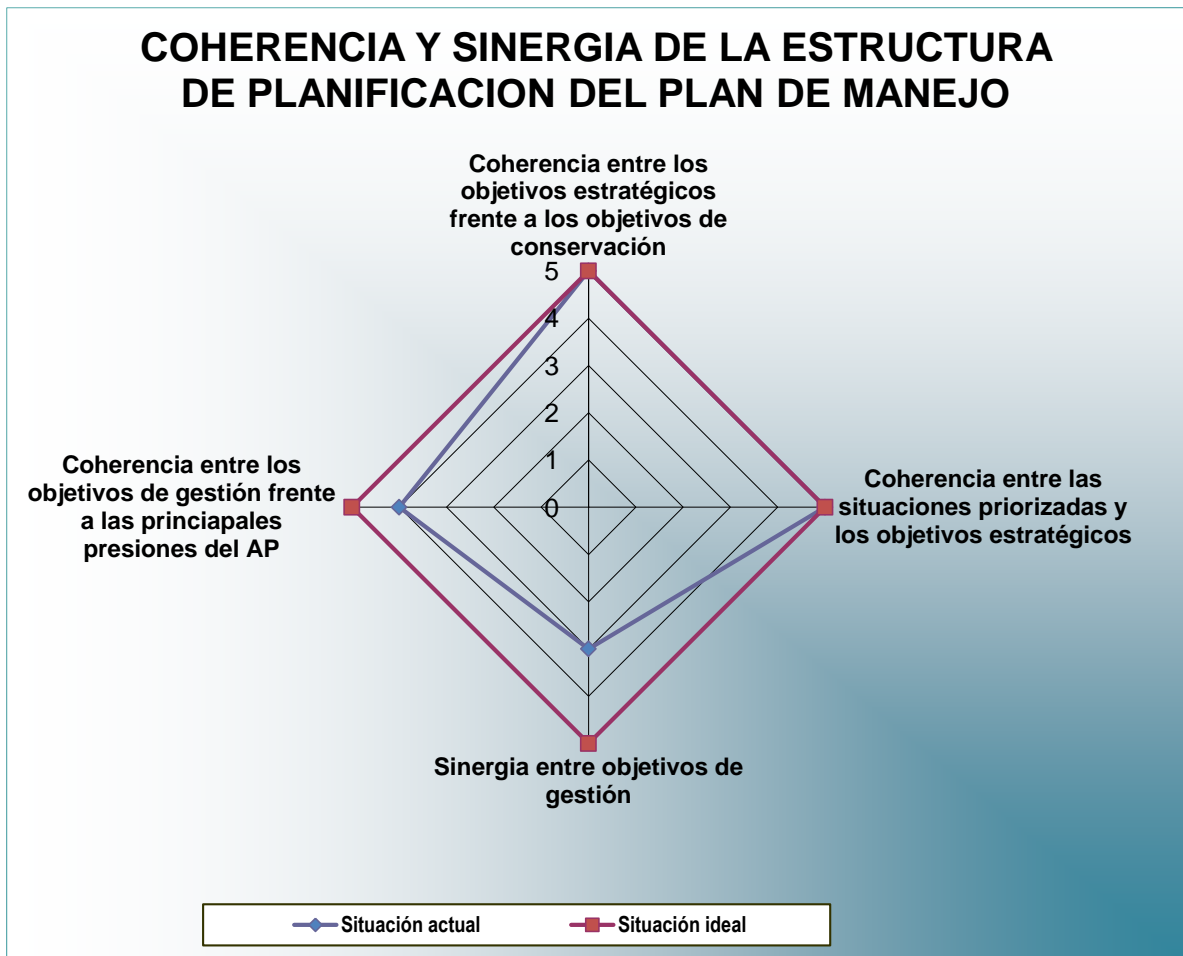 COHERENCIA Y SINERGIA DE LA ESTRUCTURA
DE PLANIFICACION DEL PLAN DE MANEJO
Coherencia entre los
objetivos estratégicos
frente a los objetivos de
conservación
5
4
3
2
1
0
Coherencia entre los
objetivos de gestión frente
a las princiapales
presiones del AP
Coherencia entre las
situaciones priorizadas y
los objetivos estratégicos
Sinergia entre objetivos de
gestión
Situación actual
Situación ideal